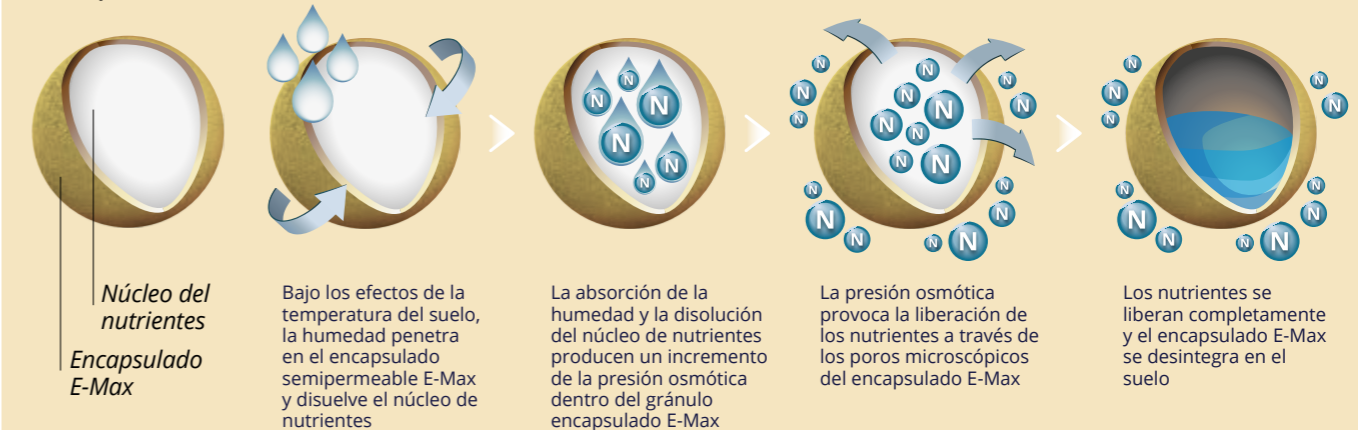 N N N N N N
N N N N N N N
N N N
N N N N
N N N
N N N N
N N N
N N N N
N N N
N N N N
Núcleo del
nutrientes
Encapsulado
E-Max
Bajo los efectos de la
temperatura del suelo,
la humedad penetra
en el encapsulado
semipermeable E-Max
y disuelve el núcleo de
nutrientes
La absorción de la
humedad y la disolución
del núcleo de nutrientes
producen un incremento
de la presión osmótica
dentro del gránulo
encapsulado E-Max
La presión osmótica
provoca la liberación de
los nutrientes a través de
los poros microscópicos
del encapsulado E-Max
Los nutrientes se
liberan completamente
y el encapsulado E-Max
se desintegra en el
suelo